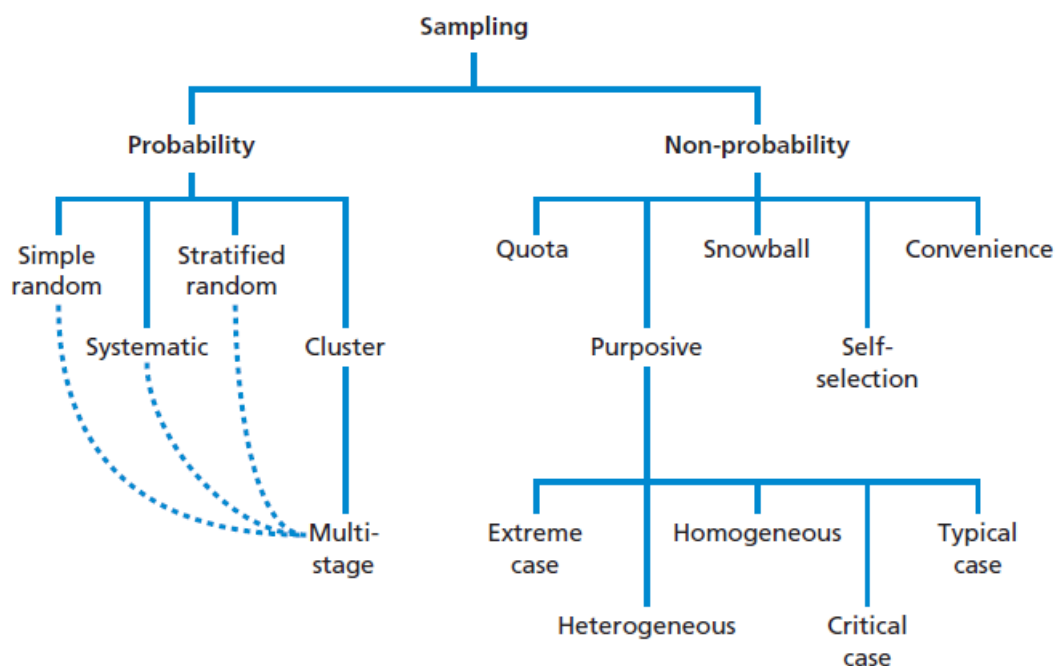 Sampling
Probability
Non-probability
Simple
random
Stratified
random
Quota
Snowball
Convenience
Systematic
Cluster
Purposive
Self-
selection
Multi-
stage
Extreme
case
Homogeneous
Typical
case
Heterogeneous
Critical
case